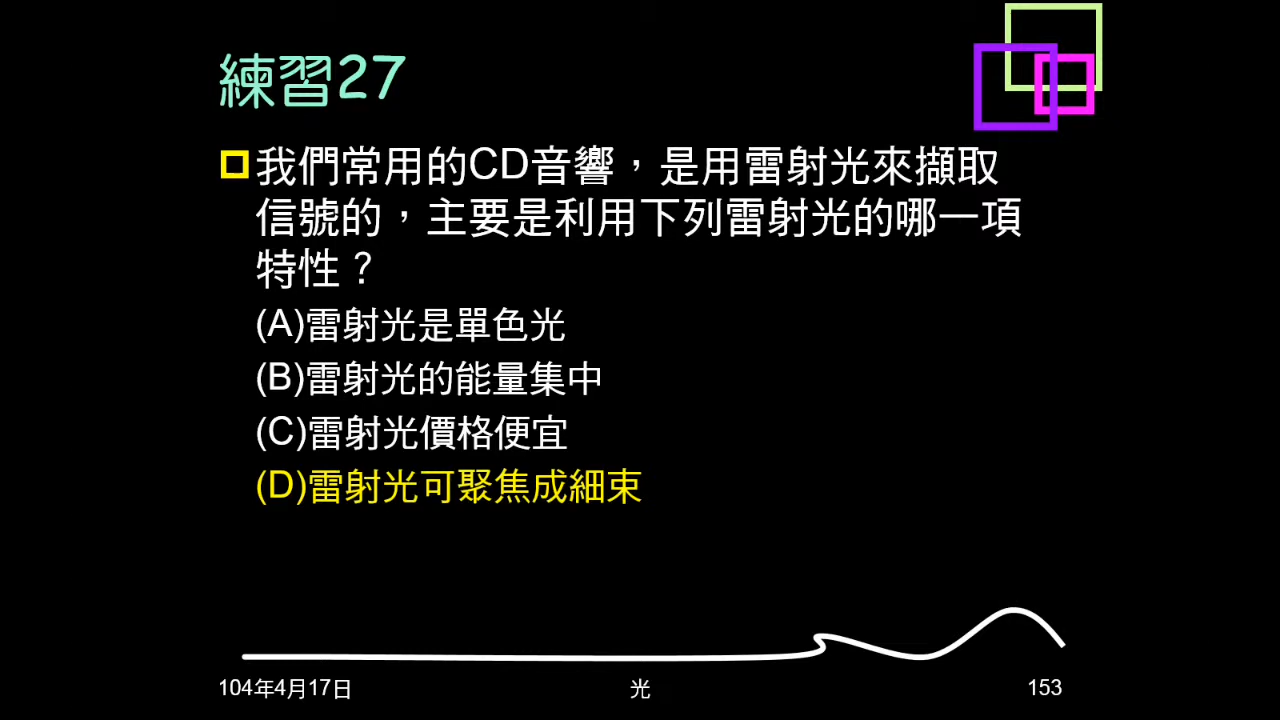 練習27
我們常用的CD音響，是用雷射光來擷取
信號的，主要是利用下列雷射光的哪一項
特性？
(A)雷射光是單色光
(B)雷射光的能量集中
(C)雷射光價格便宜
(D)雷射光可聚焦成細束
104年4月17日
光
153